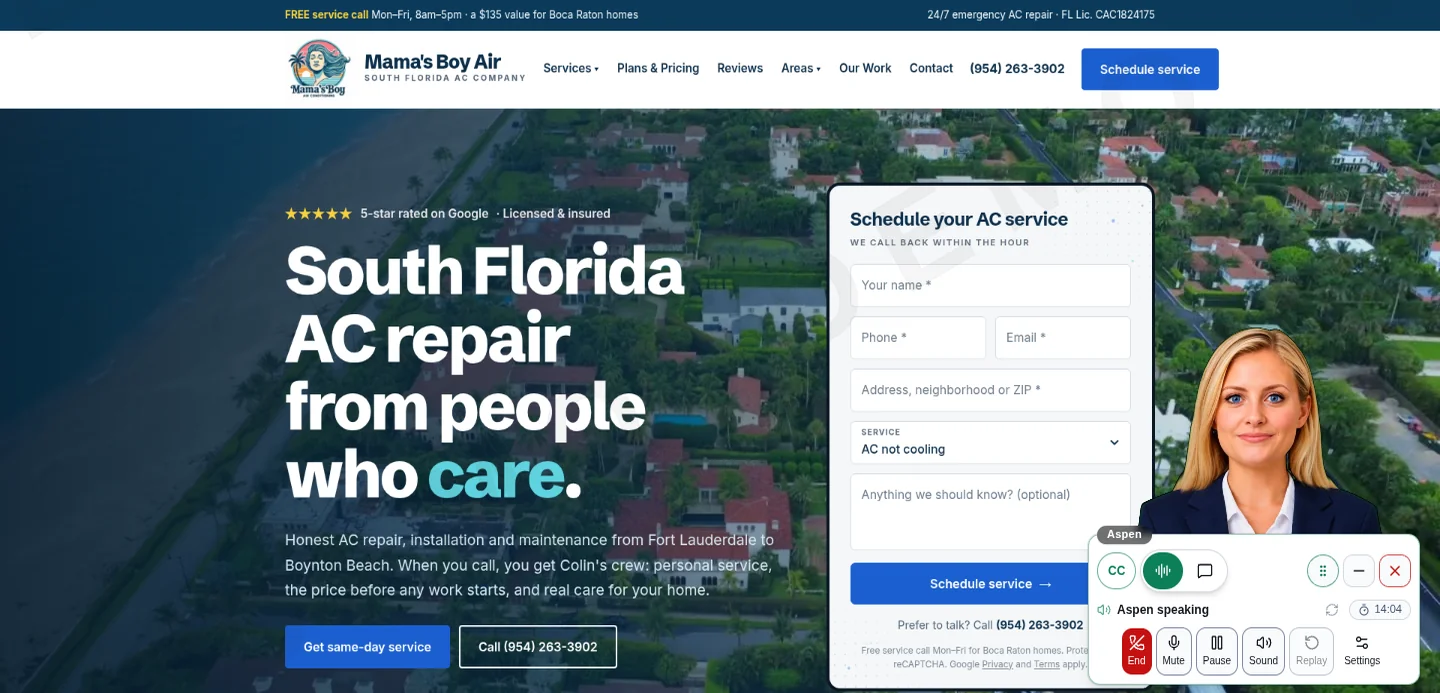 FREE service call Mon–Fri, 8am–5pm · a $135 value for Boca Raton homes
24/7 emergency AC repair · FL Lic. CAC1824175
Mama's Boy
AIR CONDITIONING
Mama's Boy Air
SOUTH FLORIDA AC COMPANY
Services
Plans & Pricing
Reviews
Areas
Our Work
Contact
(954) 263-3902
Schedule service
5-star rated on Google · Licensed & insured
South Florida
AC repair
from people
who care.
Honest AC repair, installation and maintenance from Fort Lauderdale to
Boynton Beach. When you call, you get Colin's crew: personal service,
the price before any work starts, and real care for your home.
Get same-day service
Call (954) 263-3902
Schedule your AC service
WE CALL BACK WITHIN THE HOUR
Your name *
Phone *
Email *
Address, neighborhood or ZIP *
SERVICE
AC not cooling
Anything we should know? (optional)
Schedule service →
Prefer to talk? Call (954) 263-3902
Free service call Mon–Fri for Boca Raton homes. Prote
reCAPTCHA. Google Privacy and Terms apply.
DEMO
Aspen
CC
Aspen speaking
14:04
End
Mute
Pause
Sound
Replay
Settings